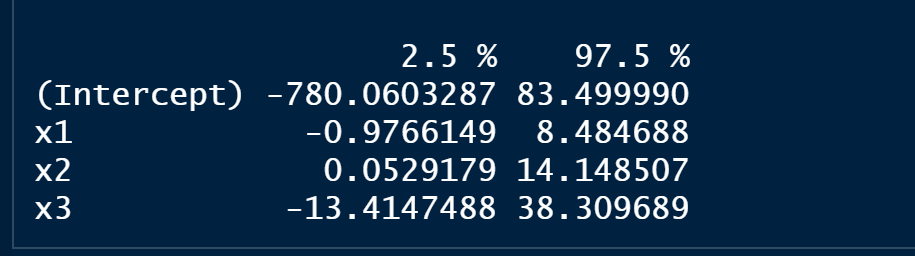 2.5 % 97.5 %
(Intercept) -780.0603287 83.499990
x1 -0.9766149 8.484688
x2 0.0529179 14.148507
x3 -13.4147488 38.309689